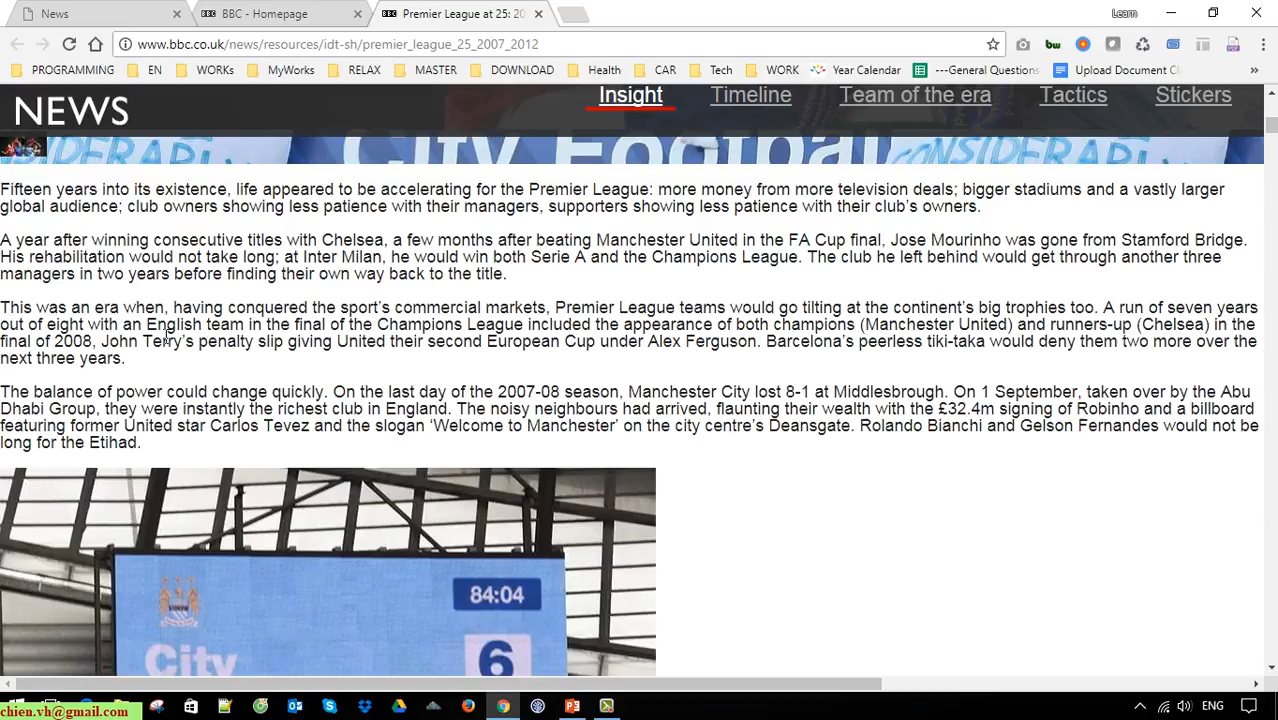 News
BBC - Homepage
Premier League at 25: 20
Learn
www.bbc.co.uk/news/resources/idt-sh/premier_league_25_2007_2012
bw
PROGRAMMING
EN
WORKs
MyWorks
RELAX
MASTER
DOWNLOAD
Health
CAR
Tech
WORK
Year Calendar
---General Questions
Upload Document
»
NEWS
Insight
Timeline
Team of the era
Tactics
Stickers
City Football
Fifteen years into its existence, life appeared to be accelerating for the Premier League: more money from more television deals; bigger stadiums and a vastly larger
global audience; club owners showing less patience with their managers, supporters showing less patience with their club's owners.
A year after winning consecutive titles with Chelsea, a few months after beating Manchester United in the FA Cup final, Jose Mourinho was gone from Stamford Bridge.
His rehabilitation would not take long; at Inter Milan, he would win both Serie A and the Champions League. The club he left behind would get through another three
managers in two years before finding their own way back to the title.
This was an era when, having conquered the sport's commercial markets, Premier League teams would go tilting at the continent's big trophies too. A run of seven years
out of eight with an English team in the final of the Champions League included the appearance of both champions (Manchester United) and runners-up (Chelsea) in the
final of 2008, John Terry's penalty slip giving United their second European Cup under Alex Ferguson. Barcelona's peerless tiki-taka would deny them two more over the
next three years.
The balance of power could change quickly. On the last day of the 2007-08 season, Manchester City lost 8-1 at Middlesbrough. On 1 September, taken over by the Abu
Dhabi Group, they were instantly the richest club in England. The noisy neighbours had arrived, flaunting their wealth with the £32.4m signing of Robinho and a billboard
featuring former United star Carlos Tevez and the slogan 'Welcome to Manchester' on the city centre's Deansgate. Rolando Bianchi and Gelson Fernandes would not be
long for the Etihad.
84:04
City
6
chien.vh@gmail.com
ENG